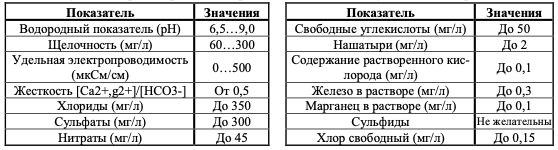 Показатель Значения
Водородный показатель (pH) 6,5…9,0
Щелочность (мг/л) 60…300
Удельная электропроводимость
(мкСм/см) 0…500
Жесткость [Ca2+,g2+]/[HCO3-] От 0,5
Хлориды (мг/л) До 350
Сульфаты (мг/л) До 300
Нитраты (мг/л) До 45
Показатель Значения
Свободные углекислоты (мг/л) До 50
Нашатыри (мг/л) До 2
Содержание растворенного кис-
лорода (мг/л) До 0,1
Железо в растворе (мг/л) До 0,3
Марганец в растворе (мг/л) До 0,1
Сульфиды Не желательны
Хлор свободный (мг/л) До 0,15